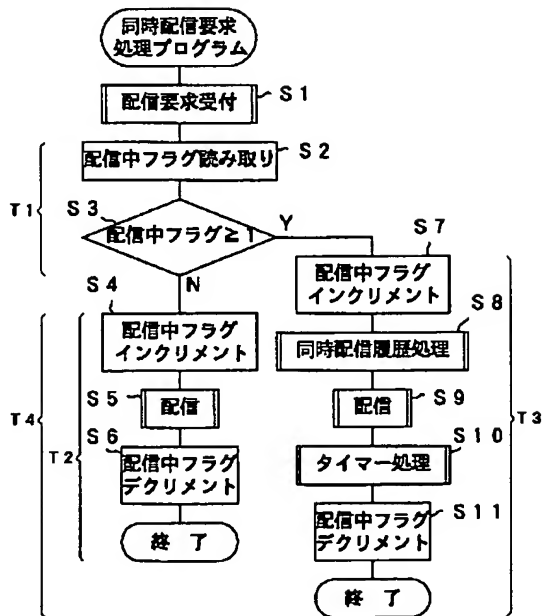 同時配信要求
処理プログラム
配信要求受付
S1
配信中フラグ読み取り
S2
T1
S3
配信中フラグ≧1
Y
N
S4
配信中フラグ
インクリメント
S5
配信
S6
配信中フラグ
デクリメント
終 了
T4
T2
S7
配信中フラグ
インクリメント
S8
同時配信履歴処理
配信
S9
S10
タイマー処理
配信中フラグ
デクリメント
S11
終 了
T3